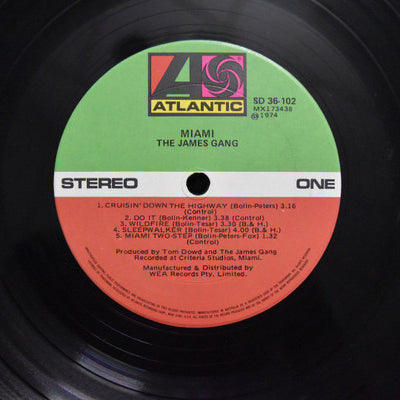 ATLANTIC
SD 36-102
MX173438
℗1974
MIAMI
THE JAMES GANG
STEREO ONE
1. CRUISIN' DOWN THE HIGHWAY (Bolin-Peters) 3.16
(Control)
2. DO IT (Bolin-Kenner) 3.38 (Control)
3. WILDFIRE (Bolin-Tesar) 3.30 (B.& H.)
4. SLEEPWALKER (Bolin-Tesar) 4.00 (B.& H.)
5. MIAMI TWO-STEP (Bolin-Peters-Fox) 1.32
(Control)
Produced by Tom Dowd and The James Gang
Recorded at Criteria Studios, Miami.
Manufactured & Distributed by
WEA Records Pty. Limited.